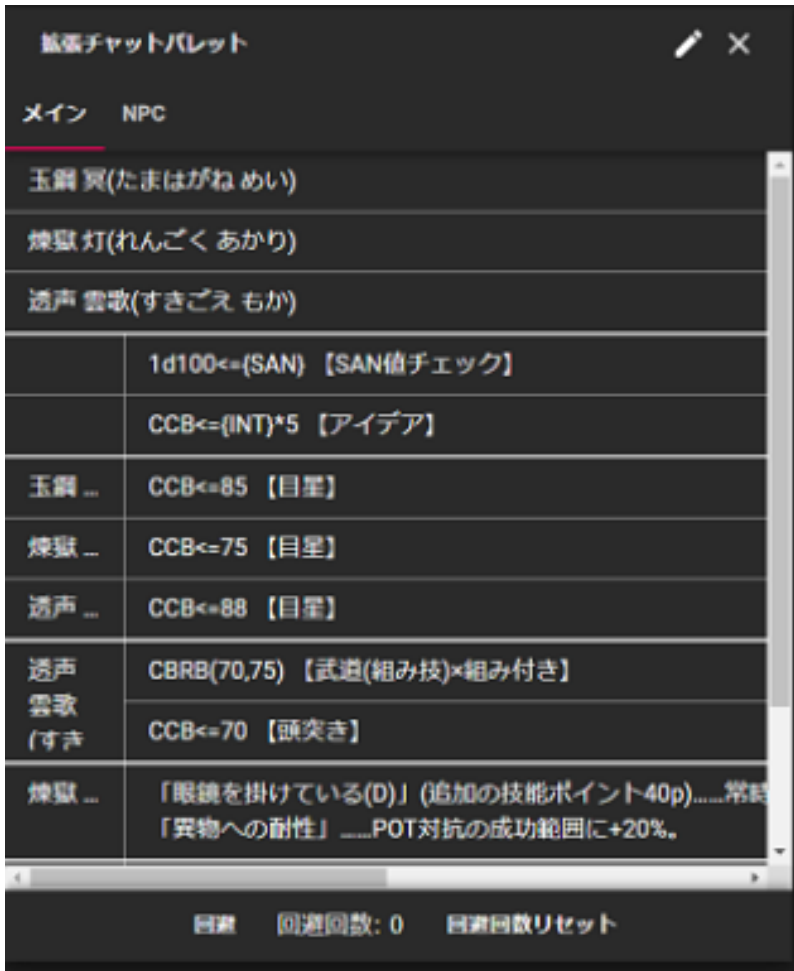 拡張チャットパレット
メイン NPC
玉鋼 冥(たまはがね めい)
煉獄 灯(れんごく あかり)
透声 雲歌(すきごえ もか)
1d100<={SAN} 【SAN値チェック】
CCB<={INT}*5 【アイデア】
玉鋼 ... CCB<=85 【目星】
煉獄 ... CCB<=75 【目星】
透声 ... CCB<=88 【目星】
透声
雲歌
(すき
CBRB(70,75) 【武道(組み技)×組み付き】
CCB<=70 【頭突き】
煉獄 ... 「眼鏡を掛けている(D)」(追加の技能ポイント40p)……常時
「異物への耐性」……POT対抗の成功範囲に+20%。
回避 回避回数: 0 回避回数リセット